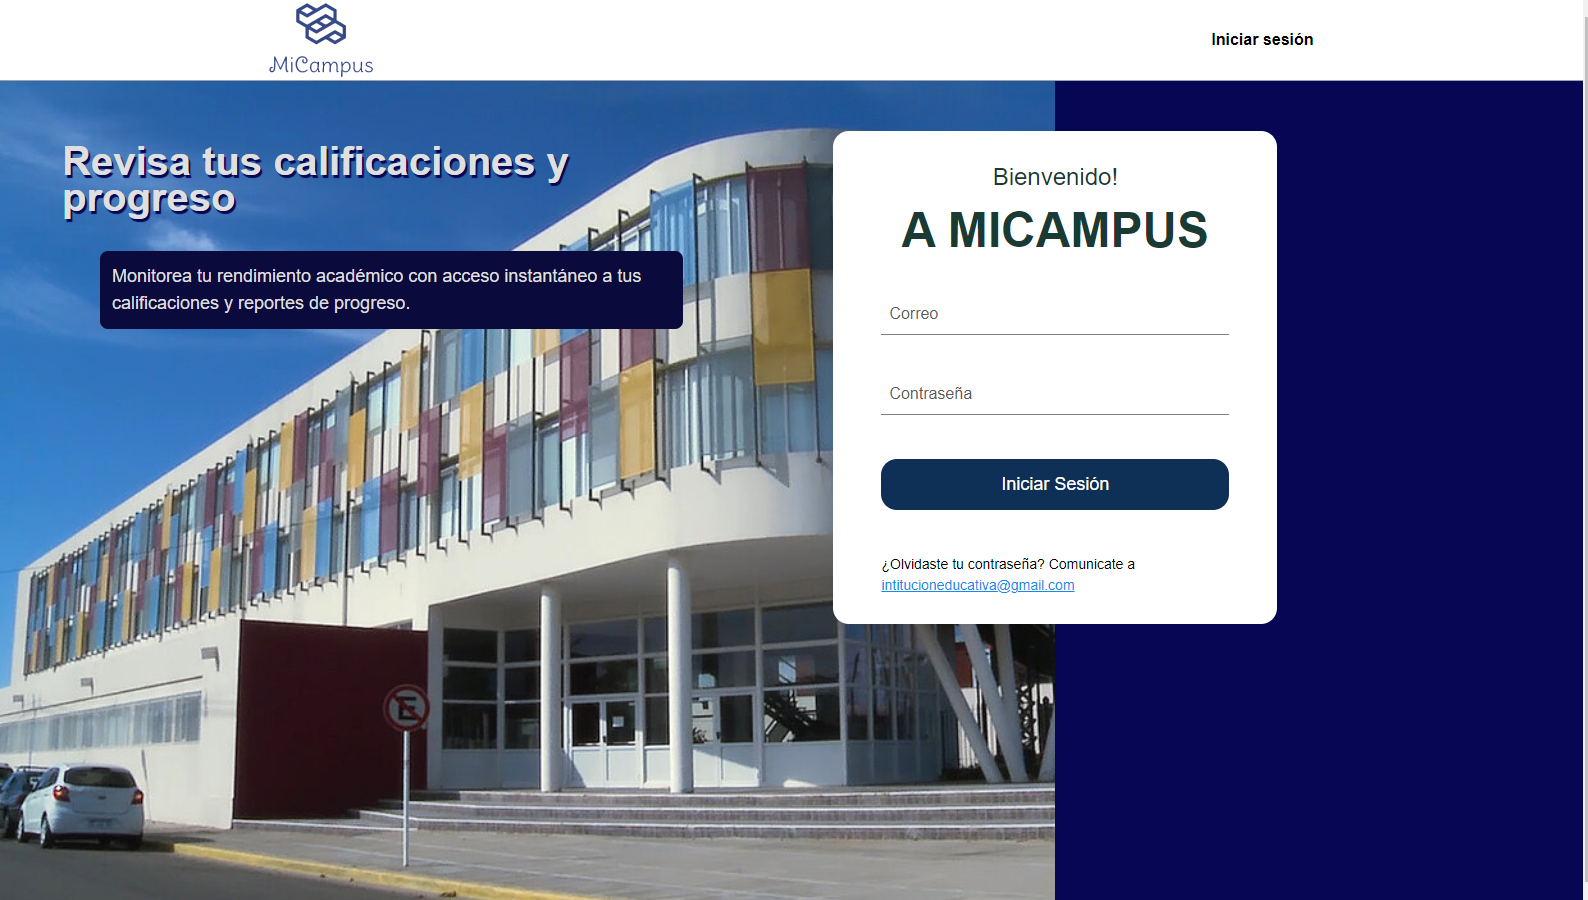 MiCampus
Iniciar sesión
Revisa tus calificaciones y
progreso
Monitorea tu rendimiento académico con acceso instantáneo a tus
calificaciones y reportes de progreso.
Bienvenido!
A MICAMPUS
Correo
Contraseña
Iniciar Sesión
¿Olvidaste tu contraseña? Comunicate a
intitucioneducativa@gmail.com
E